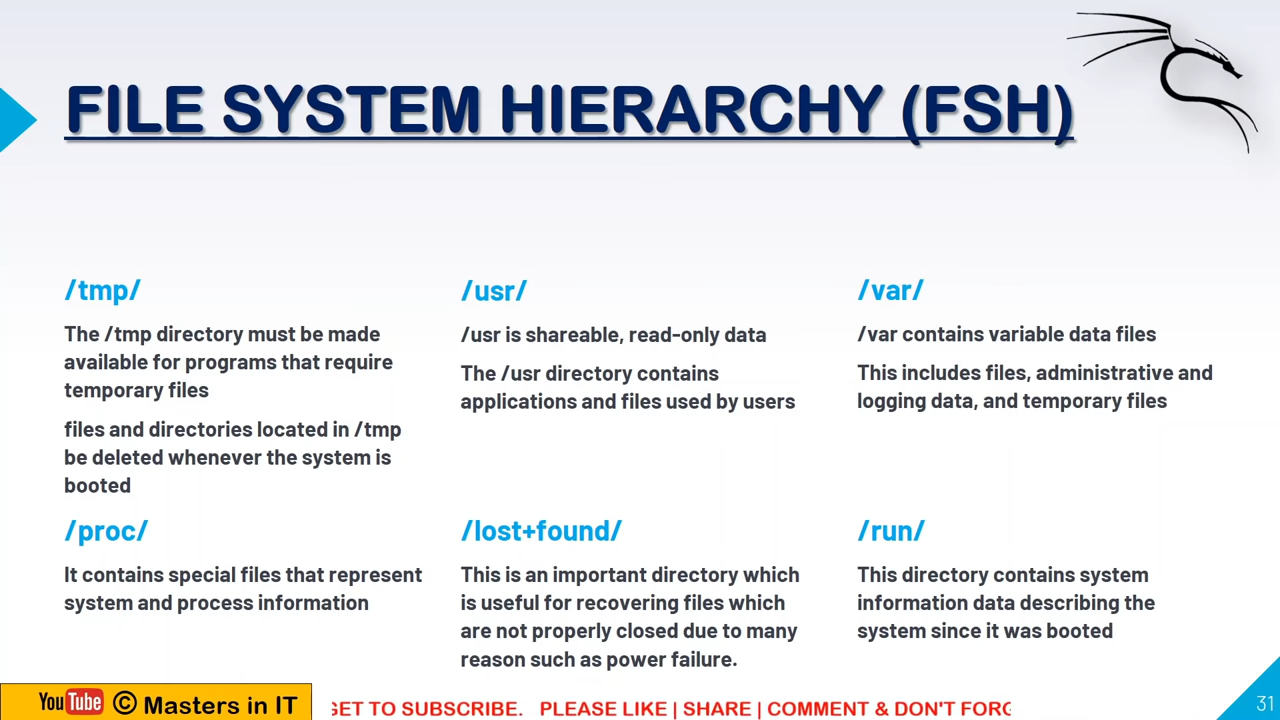 FILE SYSTEM HIERARCHY (FSH)
/tmp/
The /tmp directory must be made
available for programs that require
temporary files
files and directories located in /tmp
be deleted whenever the system is
booted
/usr/
/usr is shareable, read-only data
The /usr directory contains
applications and files used by users
/var/
/var contains variable data files
This includes files, administrative and
logging data, and temporary files
/proc/
It contains special files that represent
system and process information
/lost+found/
This is an important directory which
is useful for recovering files which
are not properly closed due to many
reason such as power failure.
/run/
This directory contains system
information data describing the
system since it was booted
YouTube © Masters in IT
GET TO SUBSCRIBE. PLEASE LIKE | SHARE | COMMENT & DON'T FORG
31